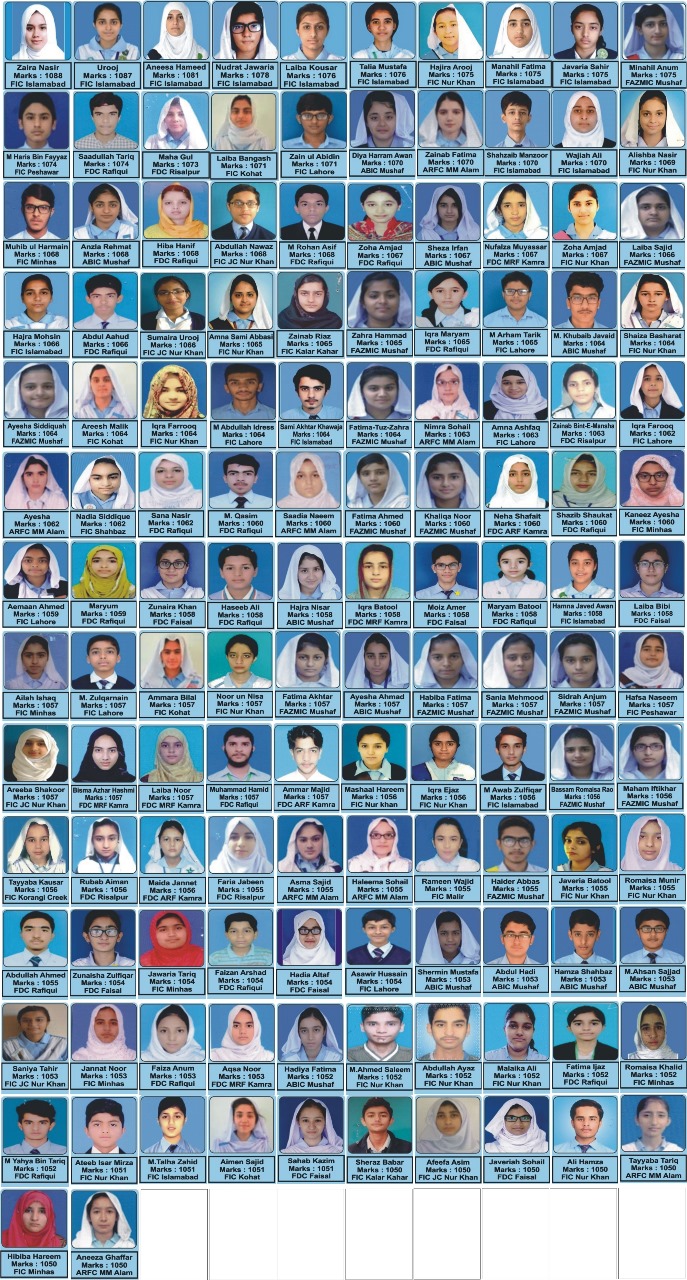 Zaira Nasir
Marks : 1088
FIC Islamabad
Urooj
Marks : 1087
FIC Islamabad
Aneesa Hameed
Marks : 1081
FIC Islamabad
Nudrat Jawaria
Marks : 1078
FIC Islamabad
Laiba Kousar
Marks : 1076
FIC Islamabad
Talia Mustafa
Marks : 1076
FIC Islamabad
Hajira Arooj
Marks : 1075
FIC Nur Khan
Manahil Fatima
Marks : 1075
FIC Islamabad
Javaria Sahir
Marks : 1075
FIC Islamabad
Minahil Anum
Marks : 1075
FAZMIC Mushaf
M Haris Bin Fayyaz
Marks : 1074
FIC Peshawar
Saadullah Tariq
Marks : 1074
FDC Rafiqui
Maha Gul
Marks : 1073
FDC Risalpur
Laiba Bangash
Marks : 1071
FIC Kohat
Zain ul Abidin
Marks : 1071
FIC Lahore
Diya Harram Awan
Marks : 1070
ABIC Mushaf
Zainab Fatima
Marks : 1070
ARFC MM Alam
Shahzaib Manzoor
Marks : 1070
FIC Islamabad
Wajiah Ali
Marks : 1070
FIC Islamabad
Alishba Nasir
Marks : 1069
FIC Nur Khan
Muhib ul Harmain
Marks : 1068
FIC Minhas
Anzla Rehmat
Marks : 1068
ABIC Mushaf
Hiba Hanif
Marks : 1068
FDC Rafiqui
Abdullah Nawaz
Marks : 1068
FIC JC Nur Khan
M Rohan Asif
Marks : 1068
FDC Rafiqui
Zoha Amjad
Marks : 1067
FDC Rafiqui
Sheza Irfan
Marks : 1067
ABIC Mushaf
Nufalza Muyassar
Marks : 1067
FDC MRF Kamra
Zoha Amjad
Marks : 1067
FIC Nur Khan
Laiba Sajid
Marks : 1066
FAZMIC Mushaf
Hajra Mohsin
Marks : 1066
FIC Islamabad
Abdul Aahud
Marks : 1066
FDC Rafiqui
Sumaira Urooj
Marks : 1066
FIC JC Nur Khan
Amna Sami Abbasi
Marks : 1065
FIC Nur Khan
Zainab Riaz
Marks : 1065
FIC Kalar Kahar
Zahra Hammad
Marks : 1065
FAZMIC Mushaf
Iqra Maryam
Marks : 1065
FDC Rafiqui
M Arham Tarik
Marks : 1065
FIC Lahore
M. Khubaib Javaid
Marks : 1064
ABIC Mushaf
Shaiza Basharat
Marks : 1064
FIC Nur Khan
Ayesha Siddiquah
Marks : 1064
FAZMIC Mushaf
Areesh Malik
Marks : 1064
FIC Kohat
Iqra Farrooq
Marks : 1064
FIC Nur Khan
M Abdullah Idress
Marks : 1064
FIC Lahore
Sami Akhtar Khawaja
Marks : 1064
FIC Islamabad
Fatima-Tuz-Zahra
Marks : 1064
FAZMIC Mushaf
Nimra Sohail
Marks : 1063
ARFC MM Alam
Amna Ashfaq
Marks : 1063
FIC Lahore
Zainab Bint-E-Mansha
Marks : 1063
FDC Risalpur
Iqra Farooq
Marks : 1062
FIC Lahore
Ayesha
Marks : 1062
ARFC MM Alam
Nadia Siddique
Marks : 1062
FIC Shahbaz
Sana Nasir
Marks : 1062
FDC Rafiqui
M. Qasim
Marks : 1060
FDC Rafiqui
Saadia Naeem
Marks : 1060
ARFC MM Alam
Fatima Ahmed
Marks : 1060
FAZMIC Mushaf
Khaliqa Noor
Marks : 1060
FAZMIC Mushaf
Neha Shafait
Marks : 1060
FDC ARF Kamra
Shazib Shaukat
Marks : 1060
FDC Rafiqui
Kaneez Ayesha
Marks : 1060
FIC Minhas
Aemaan Ahmed
Marks : 1059
FIC Lahore
Maryum
Marks : 1059
FDC Rafiqui
Zunaira Khan
Marks : 1058
FDC Faisal
Haseeb Ali
Marks : 1058
FDC Rafiqui
Hajra Nisar
Marks : 1058
ABIC Mushaf
Iqra Batool
Marks : 1058
FDC MRF Kamra
Moiz Amer
Marks : 1058
FDC Faisal
Maryam Batool
Marks : 1058
FDC Rafiqui
Hamna Javed Awan
Marks : 1058
FIC Islamabad
Laiba Bibi
Marks : 1058
FDC Faisal
Ailah Ishaq
Marks : 1057
FIC Minhas
M. Zulqarnain
Marks : 1057
FIC Lahore
Ammara Bilal
Marks : 1057
FIC Kohat
Noor un Nisa
Marks : 1057
FIC Nur Khan
Fatima Akhtar
Marks : 1057
FAZMIC Mushaf
Ayesha Ahmad
Marks : 1057
ABIC Mushaf
Habiba Fatima
Marks : 1057
FAZMIC Mushaf
Sania Mehmood
Marks : 1057
FAZMIC Mushaf
Sidrah Anjum
Marks : 1057
FAZMIC Mushaf
Hafsa Naseem
Marks : 1057
FIC Peshawar
Areeba Shakoor
Marks : 1057
FIC JC Nur Khan
Bisma Azhar Hashmi
Marks : 1057
FDC MRF Kamra
Laiba Noor
Marks : 1057
FDC MRF Kamra
Muhammad Hamid
Marks : 1057
FDC Rafiqui
Ammar Majid
Marks : 1057
FDC ARF Kamra
Mashaal Hareem
Marks : 1056
FIC Nur khan
Iqra Ejaz
Marks : 1056
FIC Nur Khan
M Awab Zulfiqar
Marks : 1056
FIC Islamabad
Bassam Romaisa Rao
Marks : 1056
FAZMIC Mushaf
Maham Iftikhar
Marks : 1056
FAZMIC Mushaf
Tayyaba Kausar
Marks : 1056
FIC Korangi Creek
Rubab Aiman
Marks : 1056
FDC Risalpur
Maida Jannet
Marks : 1056
FDC ARF Kamra
Faria Jabeen
Marks : 1055
FDC Risalpur
Asma Sajid
Marks : 1055
ARFC MM Alam
Haleema Sohail
Marks : 1055
ARFC MM Alam
Rameen Wajid
Marks : 1055
FIC Malir
Haider Abbas
Marks : 1055
FAZMIC Mushaf
Javeria Batool
Marks : 1055
FIC Nur Khan
Romaisa Munir
Marks : 1055
FIC Nur Khan
Abdullah Ahmed
Marks : 1055
FDC Rafiqui
Zunaisha Zulfiqar
Marks : 1054
FDC Faisal
Jawaria Tariq
Marks : 1054
FIC Minhas
Faizan Arshad
Marks : 1054
FDC Rafiqui
Hadia Altaf
Marks : 1054
FDC Faisal
Asawir Hussain
Marks : 1054
FIC Lahore
Shermin Mustafa
Marks : 1053
ABIC Mushaf
Abdul Hadi
Marks : 1053
ABIC Mushaf
Hamza Shahbaz
Marks : 1053
ABIC Mushaf
M.Ahsan Sajjad
Marks : 1053
ABIC Mushaf
Saniya Tahir
Marks : 1053
FIC JC Nur Khan
Jannat Noor
Marks : 1053
FIC Minhas
Faiza Anum
Marks : 1053
FDC Rafiqui
Aqsa Noor
Marks : 1053
FDC MRF Kamra
Hadiya Fatima
Marks : 1052
ABIC Mushaf
M.Ahmed Saleem
Marks : 1052
FIC Nur Khan
Abdullah Ayaz
Marks : 1052
FIC Nur Khan
Malaika Ali
Marks : 1052
FIC Nur Khan
Fatima Ijaz
Marks : 1052
FDC Rafiqui
Romaisa Khalid
Marks : 1052
FIC Minhas
M Yahya Bin Tariq
Marks : 1052
FDC Rafiqui
Ateeb Isar Mirza
Marks : 1051
FIC Nur Khan
M.Talha Zahid
Marks : 1051
FIC Islamabad
Aimen Sajid
Marks : 1051
FIC Kohat
Sahab Kazim
Marks : 1051
FDC Faisal
Sheraz Babar
Marks : 1050
FIC Kalar Kahar
Afeefa Asim
Marks : 1050
FIC JC Nur Khan
Javeriah Sohail
Marks : 1050
FDC Faisal
Ali Hamza
Marks : 1050
FIC Nur Khan
Tayyaba Tariq
Marks : 1050
ARFC MM Alam
Hibiba Hareem
Marks : 1050
FIC Minhas
Aneeza Ghaffar
Marks : 1050
ARFC MM Alam